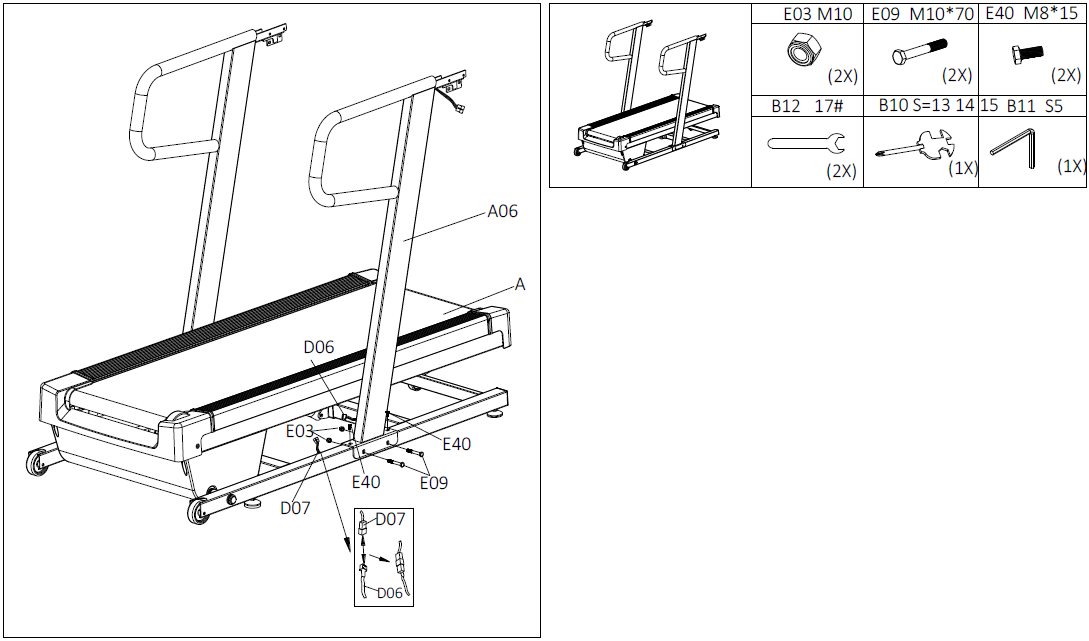 A06
A
D06
E03
E40
E40
E09
D07
D07
D06
E03 M10
E09 M10*70
E40 M8*15
(2X)
(2X)
(2X)
B12 17#
B10 S=13 14 15
B11 S5
(2X)
(1X)
(1X)